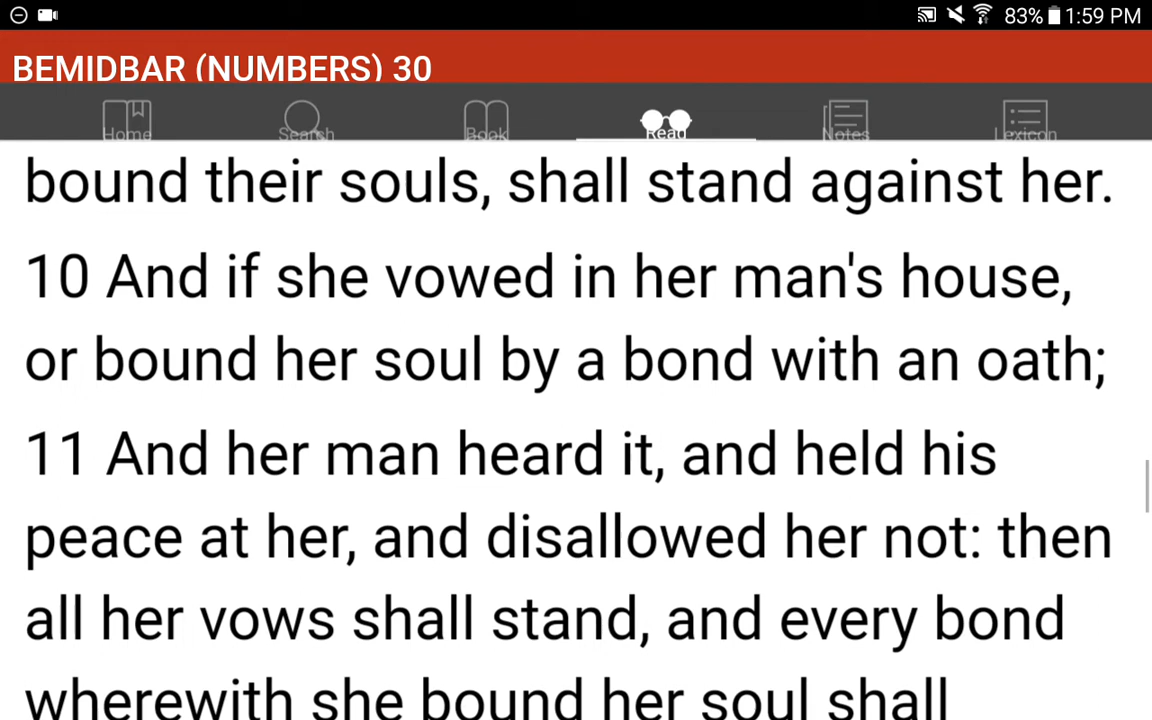 83% 1:59 PM
BEMIDBAR (NUMBERS) 30
Home Search Book Read Notes Lexicon
bound their souls, shall stand against her.
10 And if she vowed in her man's house,
or bound her soul by a bond with an oath;
11 And her man heard it, and held his
peace at her, and disallowed her not: then
all her vows shall stand, and every bond
wherewith she bound her soul shall